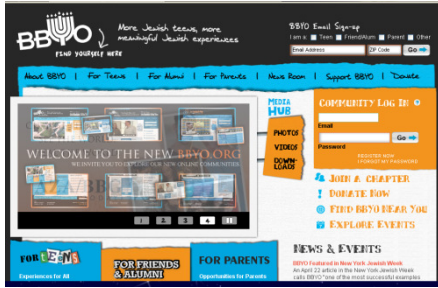 BBYO
FIND YOURSELF HERE
More Jewish teens, more
meaningful Jewish experiences
BBYO Email Sign-up
I am a: Teen Friend/Alum Parent Other
Email Address ZIP Code Go
About BBYO | For Teens | For Alumni | For Parents | News Room | Support BBYO | Donate
MEDIA
HUB
PHOTOS
VIDEOS
DOWN-
LOADS
WELCOME TO THE NEW BBYO.ORG
WE INVITE YOU TO EXPLORE OUR NEW ONLINE COMMUNITIES
1 2 3 4
COMMUNITY LOG IN
Email
Go
Password
REGISTER NOW
I FORGOT MY PASSWORD
JOIN A CHAPTER
DONATE NOW
FIND BBYO NEAR YOU
EXPLORE EVENTS
FOR TEENS
Experiences for All
FOR FRIENDS
& ALUMNI
FOR PARENTS
Opportunities for Parents
NEWS & EVENTS
BBYO Featured in New York Jewish Week
An April 22 article in the New York Jewish Week
calls BBYO "one of the most successful examples